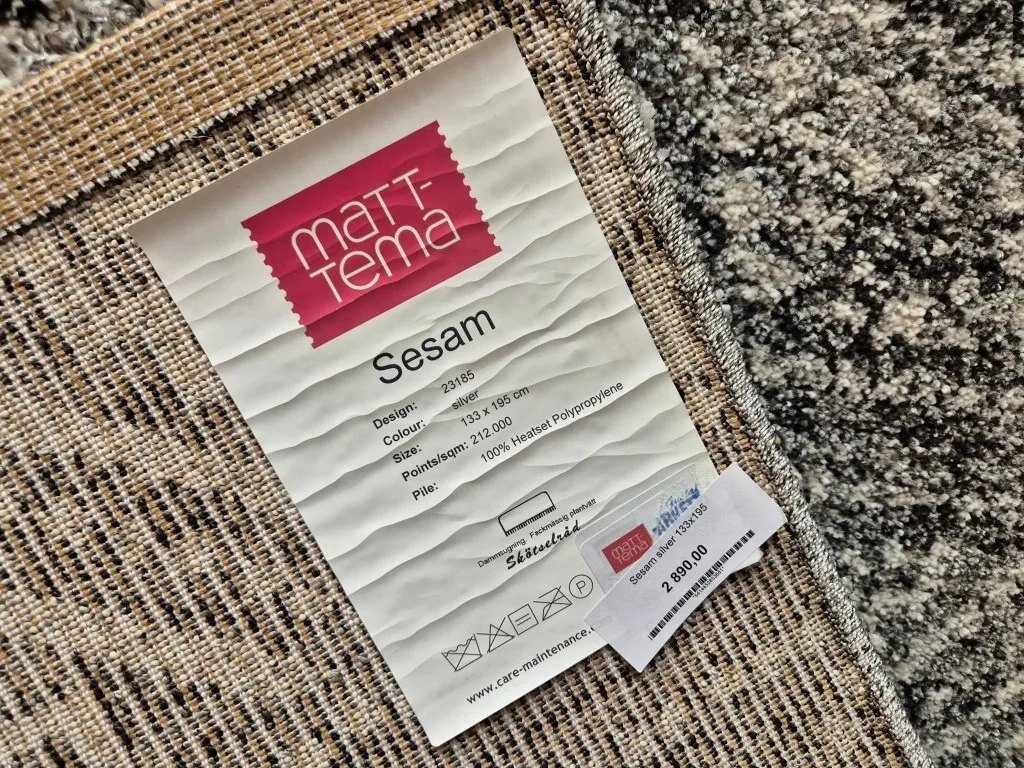 maTT-
Tema
Sesam
Design: 23185
Colour: silver
Size: 133 x 195 cm
Points/sqm: 212.000
Pile: 100% Heatset Polypropylene
Dammsugning Fackmässig plantvätt
Skötselråd
P
www.care-maintenance.
maTT-
Tema
Sesam silver 133x195
2 890,00